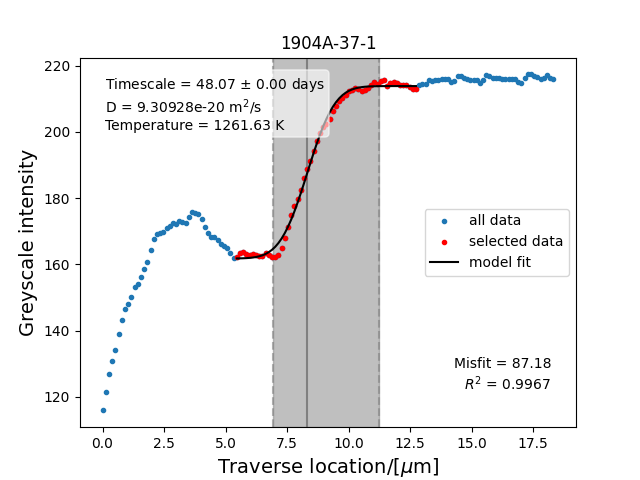 1904A-37-1
Timescale = 48.07 ± 0.00 days
D = 9.30928e-20 m²/s
Temperature = 1261.63 K
Greyscale intensity
220
200
180
160
140
120
all data
selected data
model fit
Misfit = 87.18
R² = 0.9967
0.0 2.5 5.0 7.5 10.0 12.5 15.0 17.5
Traverse location/[μm]